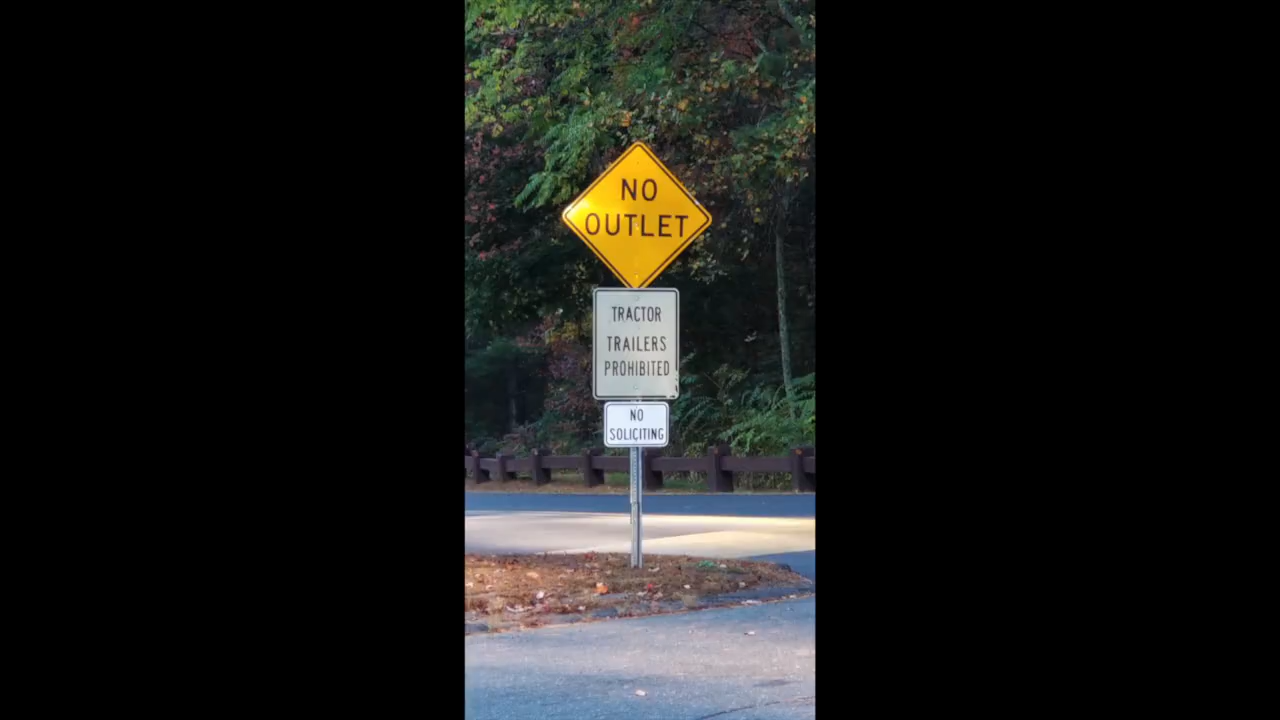 NO
OUTLET
TRACTOR
TRAILERS
PROHIBITED
NO
SOLICITING